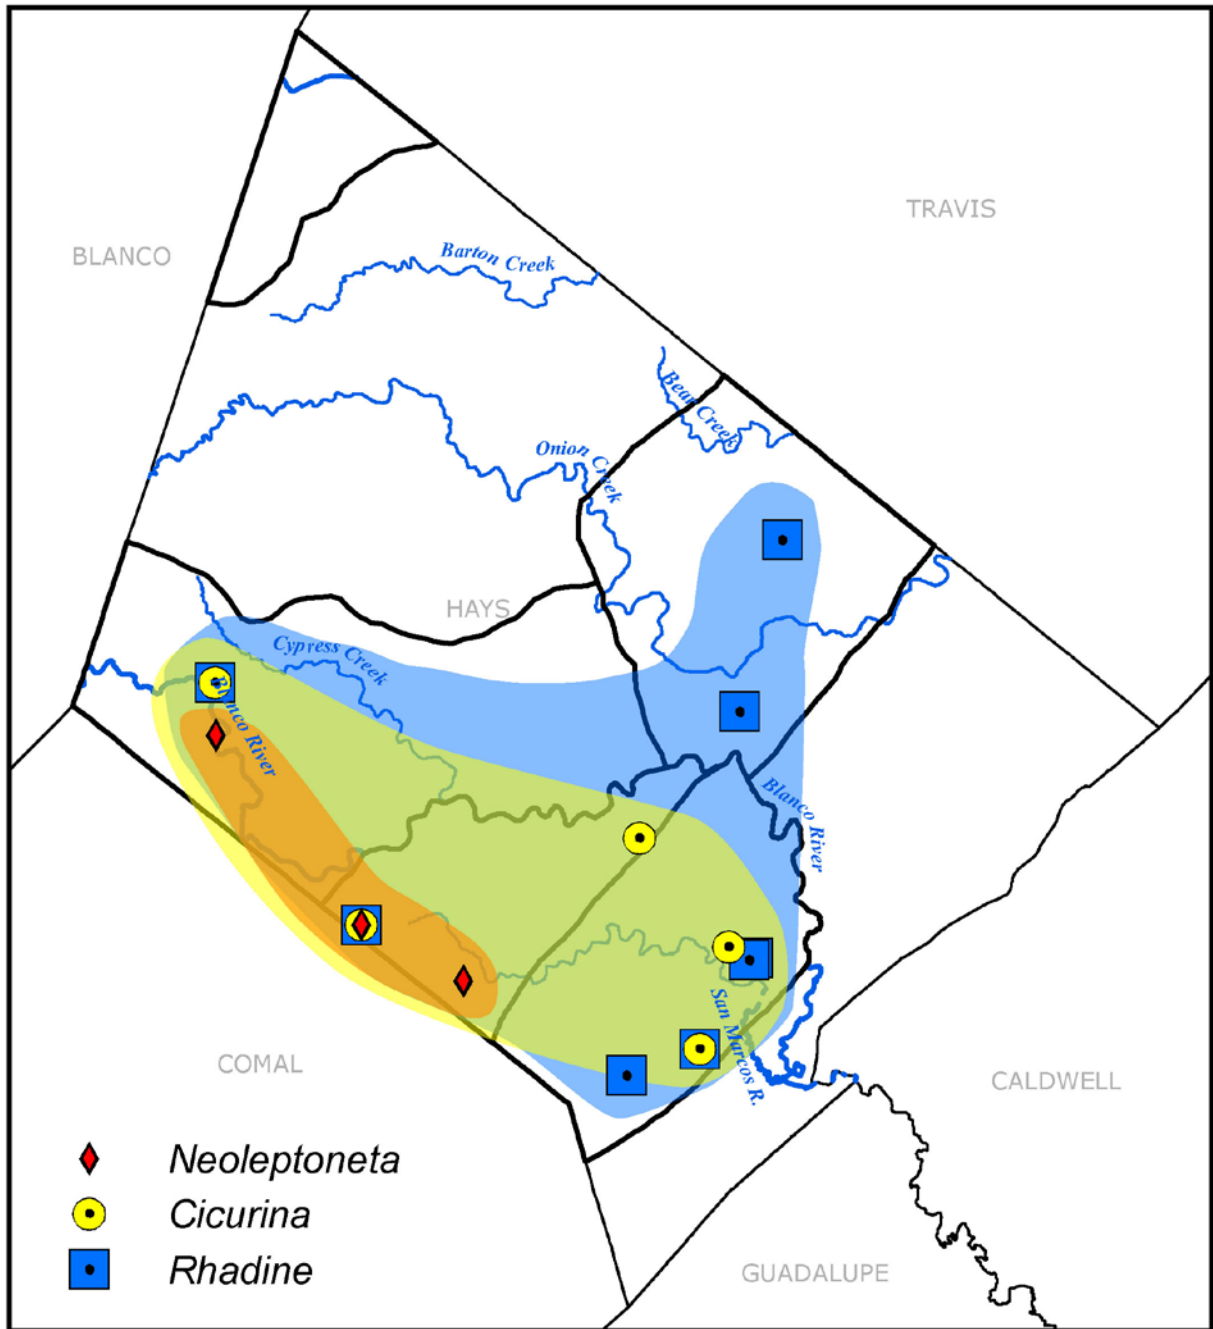 TRAVIS
BLANCO
Barton Creek
Bear Creek
Onion Creek
HAYS
Cypress Creek
Blanco River
Blanco River
San Marcos R.
COMAL
CALDWELL
GUADALUPE
Neoleptoneta
Cicurina
Rhadine